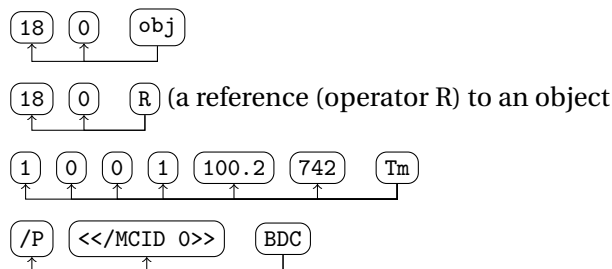 18 0 obj
18 0 R (a reference (operator R) to an object
1 0 0 1 100.2 742 Tm
/P <</MCID 0>> BDC